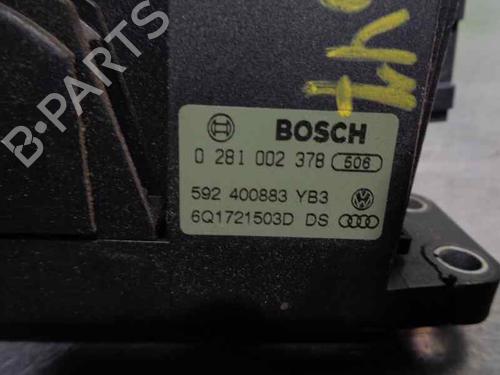 BOSCH
0 281 002 378 506
592 400883 YB3
6Q1721503D DS
B-PARTS